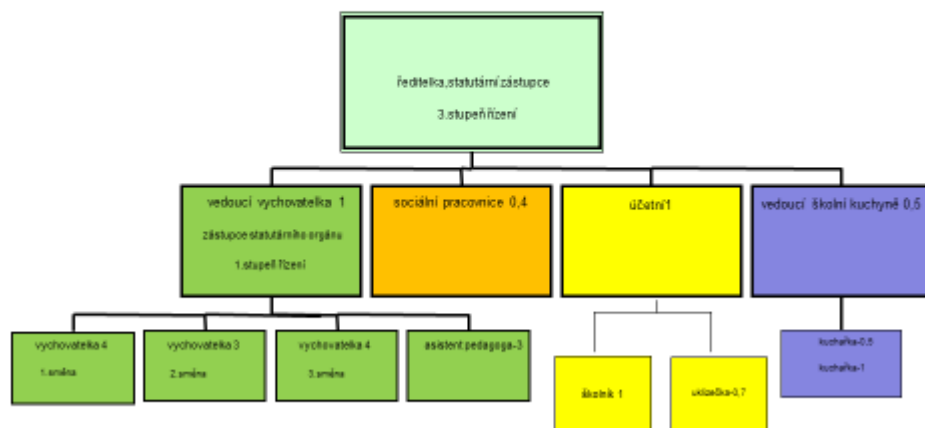 ředitelka,statutární zástupce
3.stupeň řízení
vedoucí vychovatelka 1
zástupce statutárního orgánu
1.stupeň řízení
sociální pracovnice 0,4
účetní1
vedoucí školní kuchyně 0,5
vychovatelka 4
1.směna
vychovatelka 3
2.směna
vychovatelka 4
3.směna
asistent pedagoga-3
školník 1
uklizečka-0,7
kuchařka-0,5
kuchařka-1